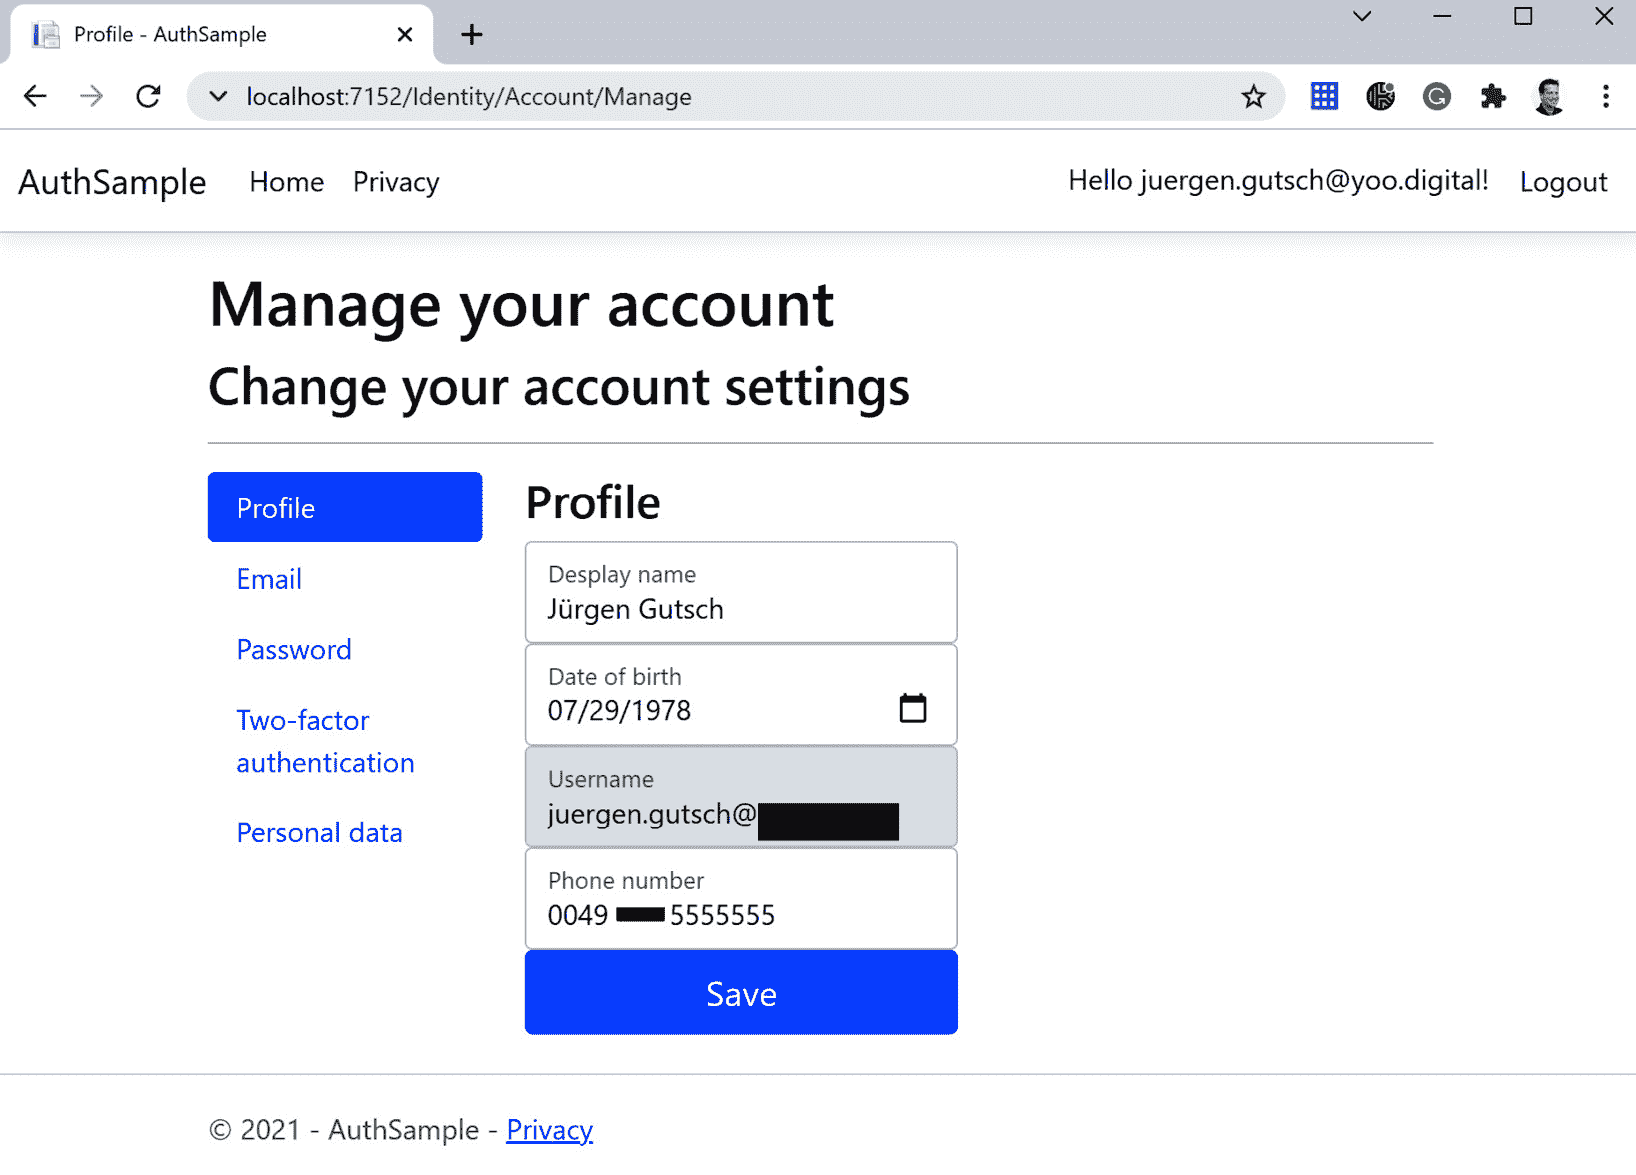 Profile - AuthSample
localhost:7152/Identity/Account/Manage
AuthSample Home Privacy Hello juergen.gutsch@yoo.digital! Logout
Manage your account
Change your account settings
Profile
Email
Password
Two-factor
authentication
Personal data
Profile
Desplay name
Jürgen Gutsch
Date of birth
07/29/1978
Username
juergen.gutsch@
Phone number
0049 5555555
Save
© 2021 - AuthSample - Privacy